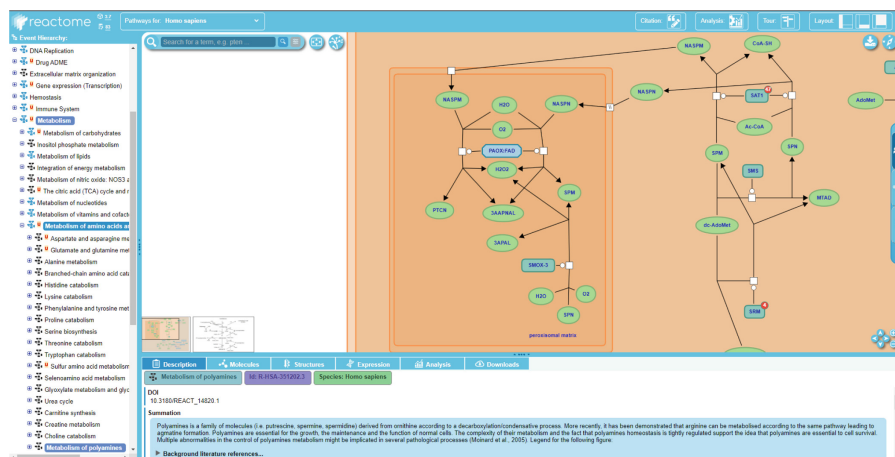 reactome
Pathways for: Homo sapiens
Citation:
Analysis:
Tour:
Layout
Event Hierarchy:
DNA Replication
Drug ADME
Extracellular matrix organization
Gene expression (Transcription)
Hemostasis
Immune System
Metabolism
Metabolism of carbohydrates
Inositol phosphate metabolism
Metabolism of lipids
Integration of energy metabolism
Metabolism of nitric oxide: NOS3 a
The citric acid (TCA) cycle and r
Metabolism of nucleotides
Metabolism of vitamins and cofacto
Metabolism of amino acids a
Aspartate and asparagine me
Glutamate and glutamine met
Alanine metabolism
Branched-chain amino acid cata
Histidine catabolism
Lysine catabolism
Phenylalanine and tyrosine met
Proline catabolism
Serine biosynthesis
Threonine catabolism
Tryptophan catabolism
Sulfur amino acid metabolism
Selenoamino acid metabolism
Glyoxylate metabolism and glyc
Urea cycle
Carnitine synthesis
Creatine metabolism
Choline catabolism
Metabolism of polyamines
Search for a term, e.g. pten ...
NASPM
CoA-SH
NASPM
H2O
NASPN
NASPN
SAT1
AdoMet
O2
Ac-CoA
PAOX:FAD
SPM
SPN
H2O2
SMS
SPM
PTCN
3AAPNAL
MTAD
dc-AdoMet
3APAL
SMOX-3
H2O
O2
SPN
SRM
peroxisomal matrix
Description
Molecules
Structures
Expression
Analysis
Downloads
Metabolism of polyamines
Id: R-HSA-351202.3
Species: Homo sapiens
DOI
10.3180/REACT_14820.1
Summation
Polyamines is a family of molecules (i.e. putrescine, spermine, spermidine) derived from ornithine according to a decarboxylation/condensative process. More recently, it has been demonstrated that arginine can be metabolised according to the same pathway leading to
agmatine formation. Polyamines are essential for the growth, the maintenance and the function of normal cells. The complexity of their metabolism and the fact that polyamines homeostasis is tightly regulated support the idea that polyamines are essential to cell survival.
Multiple abnormalities in the control of polyamines metabolism might be implicated in several pathological processes (Moinard et al., 2005). Legend for the following figure:
Background literature references...